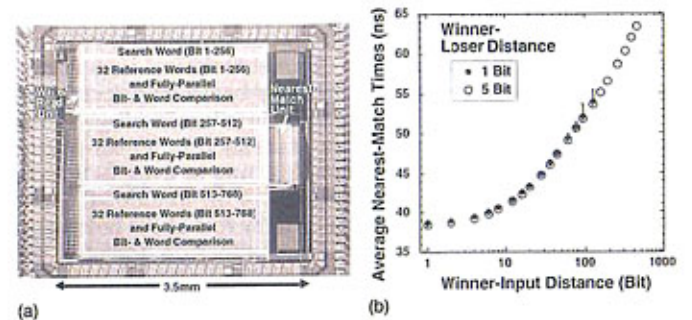 Search Word (Bit 1-256)
32 Reference Words (Bit 1-256)
and Fully-Parallel
Bit- & Word Comparison
Nearest-
Match
Unit
Search Word (Bit 257-512)
32 Reference Words (Bit 257-512)
and Fully-Parallel
Bit- & Word Comparison
Search Word (Bit 513-768)
32 Reference Words (Bit 513-768)
and Fully-Parallel
Bit- & Word Comparison
3.5mm
(a)
Average Nearest-Match Times (ns)
65
60
55
50
45
40
35
Winner-
Loser Distance
1 Bit
5 Bit
1
10
100
1000
Winner-Input Distance (Bit)
(b)